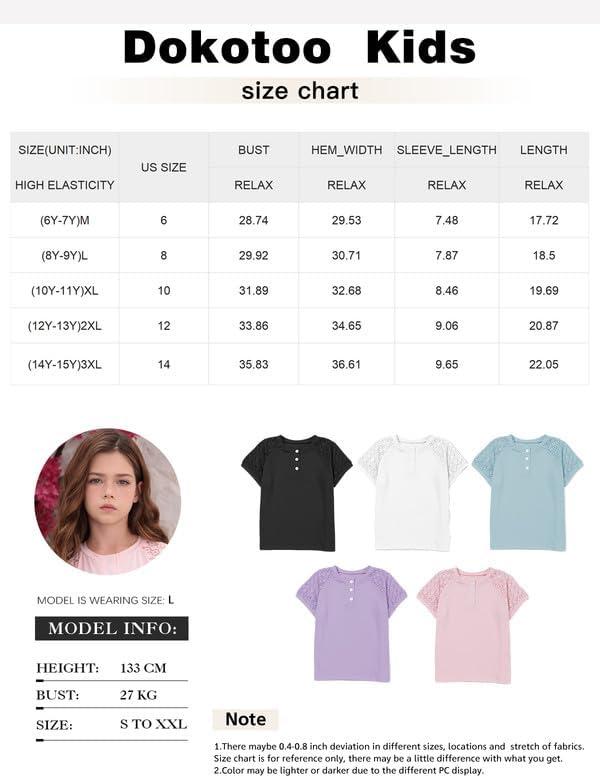 Dokotoo Kids
size chart
SIZE(UNIT:INCH) US SIZE BUST HEM_WIDTH SLEEVE_LENGTH LENGTH
HIGH ELASTICITY RELAX RELAX RELAX RELAX
(6Y-7Y)M 6 28.74 29.53 7.48 17.72
(8Y-9Y)L 8 29.92 30.71 7.87 18.5
(10Y-11Y)XL 10 31.89 32.68 8.46 19.69
(12Y-13Y)2XL 12 33.86 34.65 9.06 20.87
(14Y-15Y)3XL 14 35.83 36.61 9.65 22.05
MODEL IS WEARING SIZE: L
MODEL INFO:
HEIGHT: 133 CM
BUST: 27 KG
SIZE: S TO XXL
Note
1.There maybe 0.4-0.8 inch deviation in different sizes, locations and stretch of fabrics.
Size chart is for reference only, there may be a little difference with what you get.
2.Color may be lighter or darker due to the different PC display.